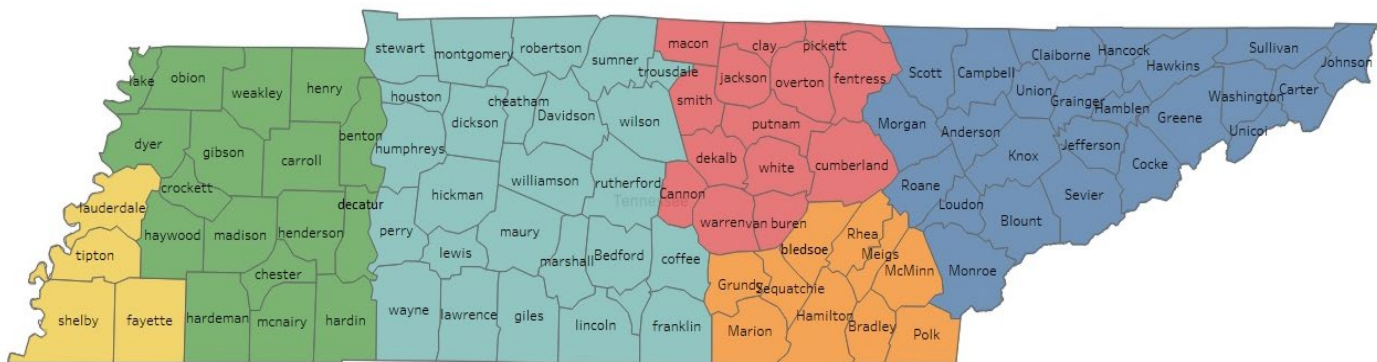 stewart
montgomery
robertson
sumner
trousdale
macon
clay
pickett
Scott
Campbell
Claiborne
Hancock
Hawkins
Sullivan
Johnson
lake
obion
weakley
henry
houston
cheatham
Davidson
wilson
smith
jackson
overton
fentress
Union
Grainger
Hamblen
Greene
Washington
Carter
Unicoi
dyer
gibson
carroll
benton
humphreys
dickson
putnam
Morgan
Anderson
Knox
Jefferson
Cocke
crockett
lauderdale
decatur
hickman
williamson
rutherford
Tennessee
Cannon
dekalb
white
cumberland
Roane
Loudon
Blount
Sevier
tipton
haywood
madison
henderson
perry
lewis
maury
marshall
Bedford
coffee
warren
van buren
bledsoe
Rhea
Meigs
McMinn
Monroe
chester
shelby
fayette
hardeman
mcnairy
hardin
wayne
lawrence
giles
lincoln
franklin
Grundy
Sequatchie
Marion
Hamilton
Bradley
Polk